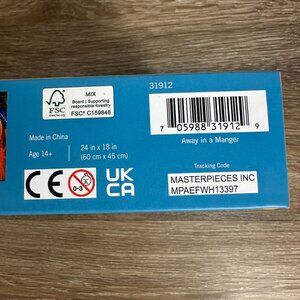 FSC
www.fsc.org
MIX
Board | Supporting
responsible forestry
FSC® C159848
31912
7 05988 31912 9
Away in a Manger
Made in China
Age 14+
24 in x 18 in
(60 cm x 45 cm)
CE
0-3
UK
CA
Tracking Code
MASTERPIECES INC
MPAEFWH13397